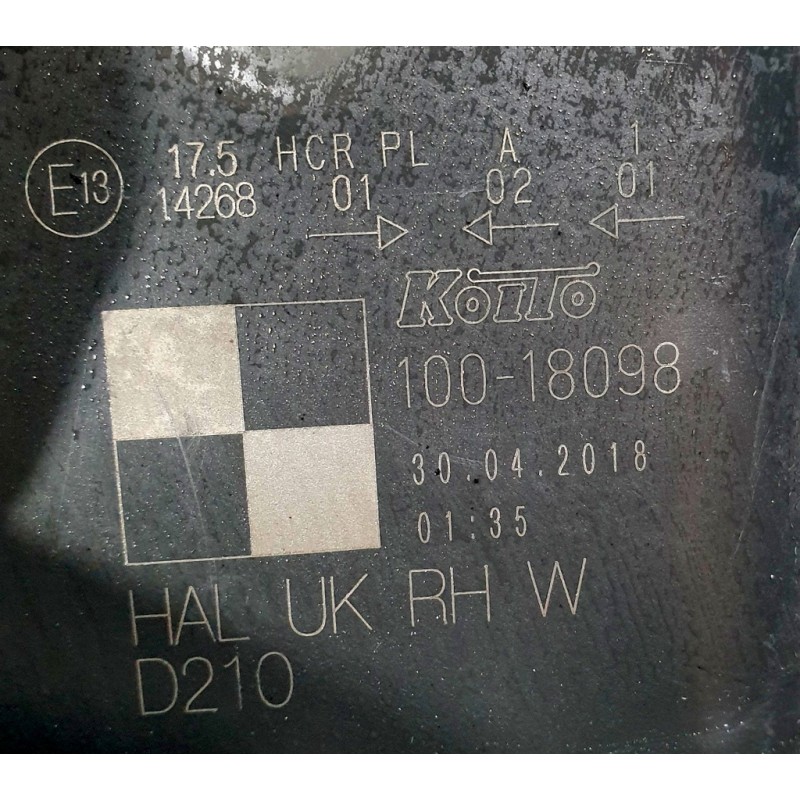 E13 17.5 HCR PL A 1
14268 01 02 01
KOITO
100-18098
30.04.2018
01:35
HAL UK RH W
D210